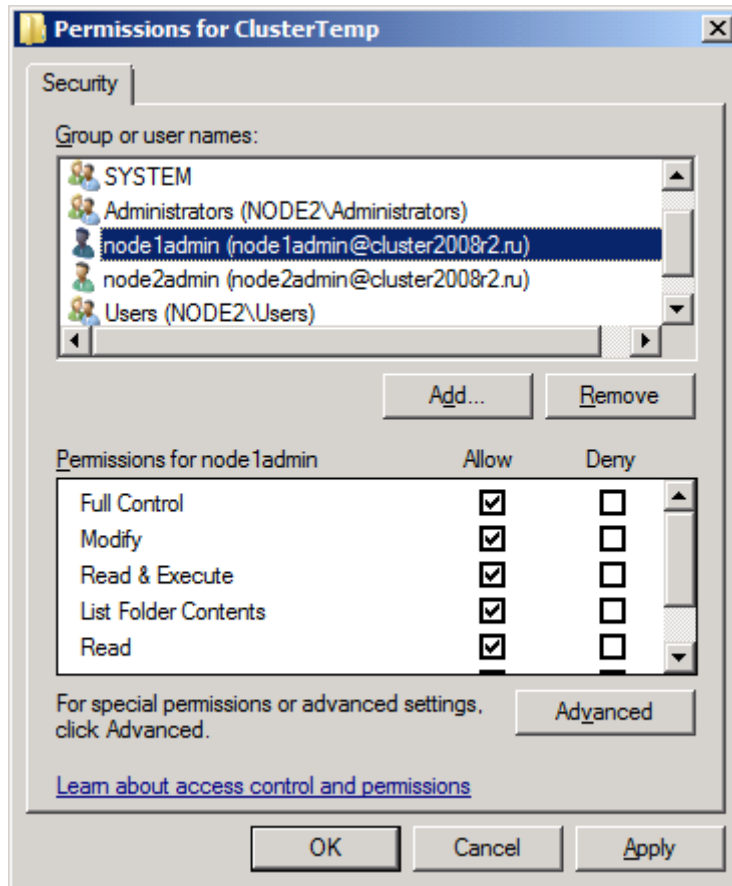 Permissions for ClusterTemp
Security
Group or user names:
SYSTEM
Administrators (NODE2\Administrators)
node1admin (node1admin@cluster2008r2.ru)
node2admin (node2admin@cluster2008r2.ru)
Users (NODE2\Users)
Add... Remove
Permissions for node1admin Allow Deny
Full Control
Modify
Read & Execute
List Folder Contents
Read
For special permissions or advanced settings, Advanced
click Advanced.
Learn about access control and permissions
OK Cancel Apply